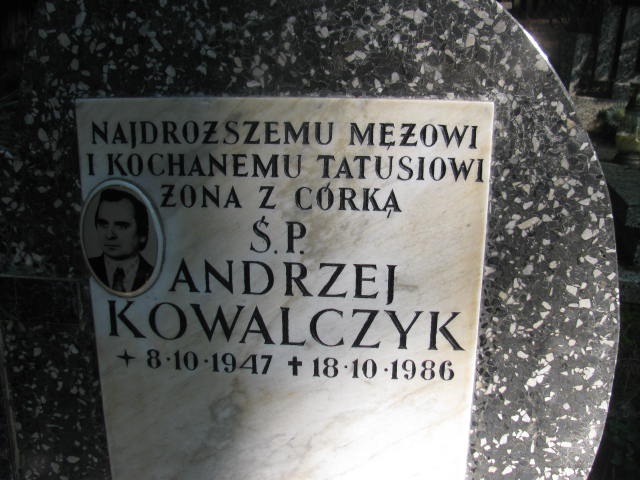 NAJDROŻSZEMU MĘŻOWI
I KOCHANEMU TATUSIOWI
ŻONA Z CÓRKĄ
Ś.P.
ANDRZEJ
KOWALCZYK
+ 8·10·1947 ✝ 18·10·1986